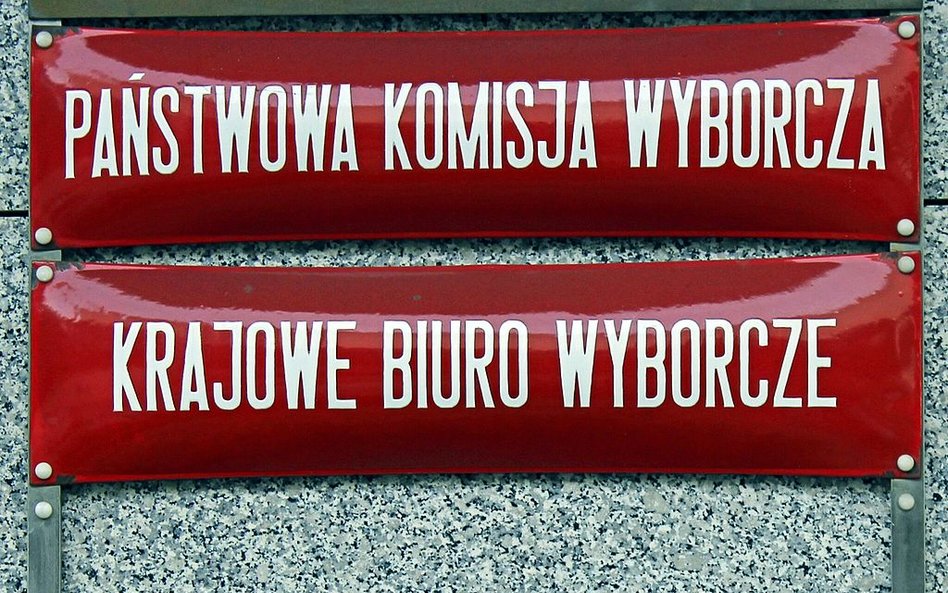 PAŃSTWOWA KOMISJA WYBORCZA
KRAJOWE BIURO WYBORCZE